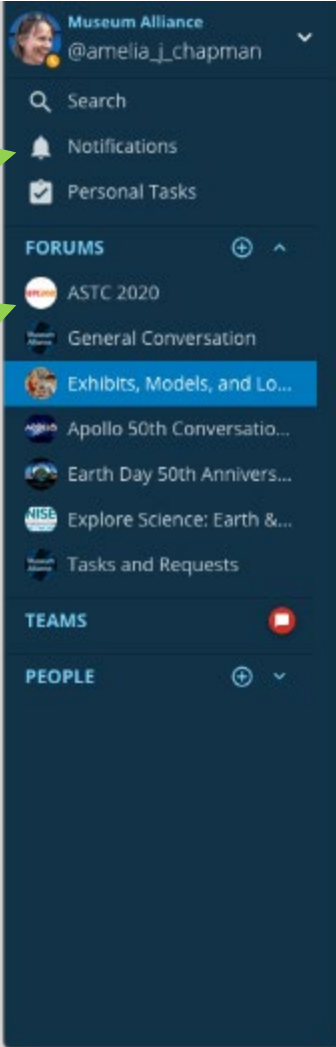 Museum Alliance
@amelia_j_chapman
Search
Notifications
Personal Tasks
FORUMS
ASTC 2020
General Conversation
Exhibits, Models, and Lo...
Apollo 50th Conversatio...
Earth Day 50th Annivers...
NISE
Explore Science: Earth &...
Tasks and Requests
TEAMS
PEOPLE